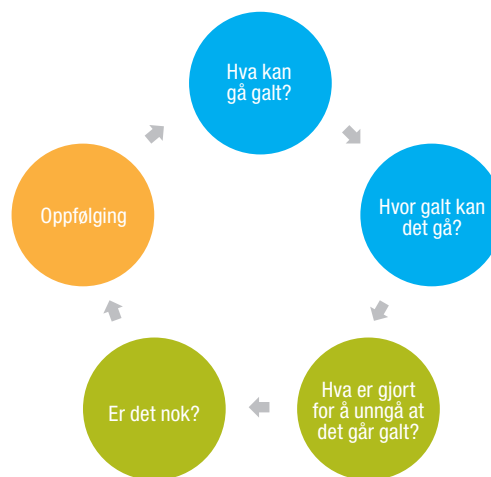 Hva kan
gå galt?
Hvor galt kan
det gå?
Hva er gjort
for å unngå at
det går galt?
Er det nok?
Oppfølging